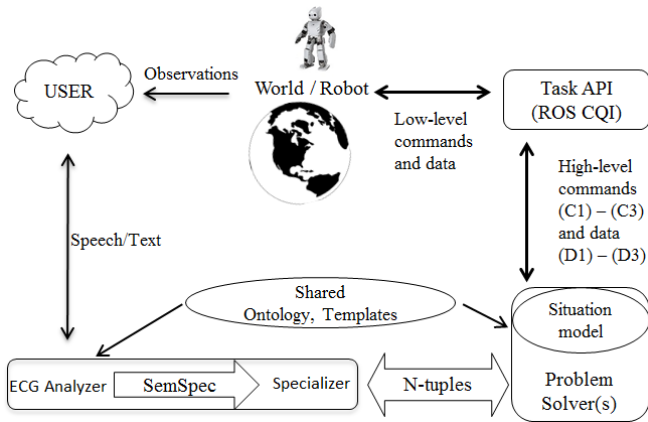 USER
Observations
World / Robot
Task API
(ROS CQI)
Low-level
commands
and data
High-level
commands
(C1) – (C3)
and data
(D1) – (D3)
Speech/Text
Shared
Ontology, Templates
Situation
model
ECG Analyzer
SemSpec
Specializer
N-tuples
Problem
Solver(s)